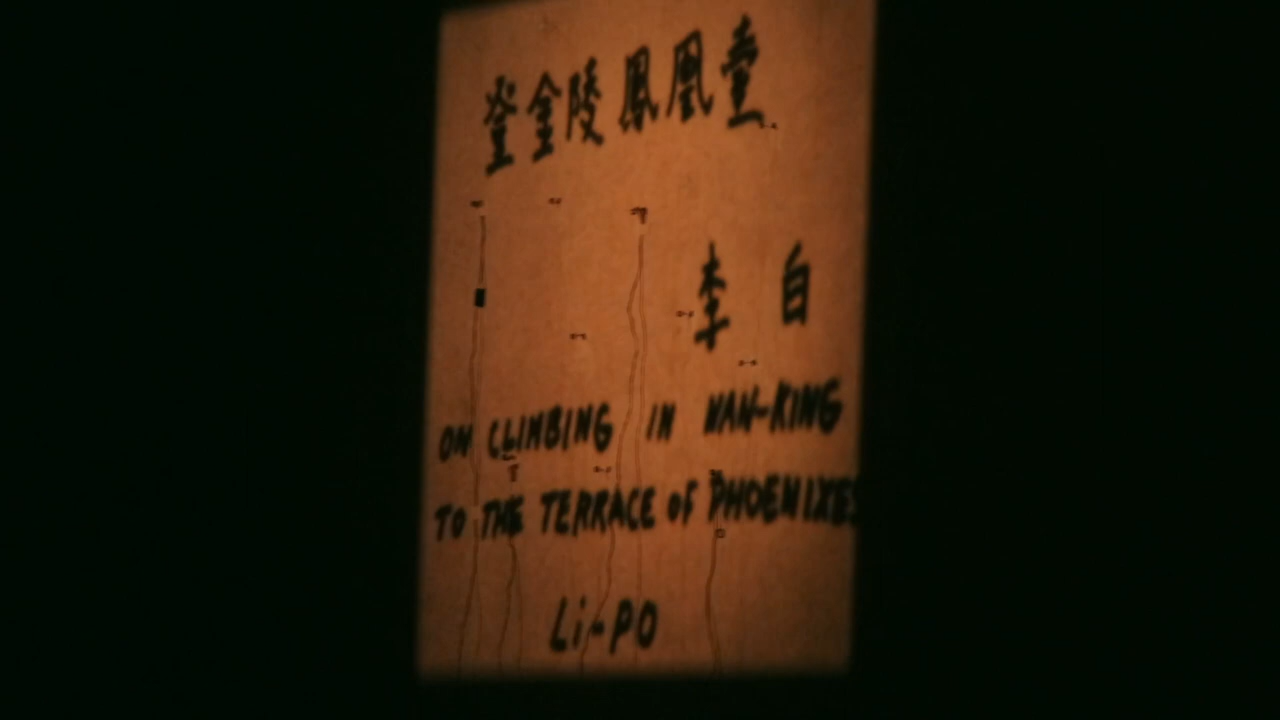 登金陵鳳凰臺
李白
ON CLIMBING IN NAN-KING
TO THE TERRACE OF PHOENIXES
Li-PO